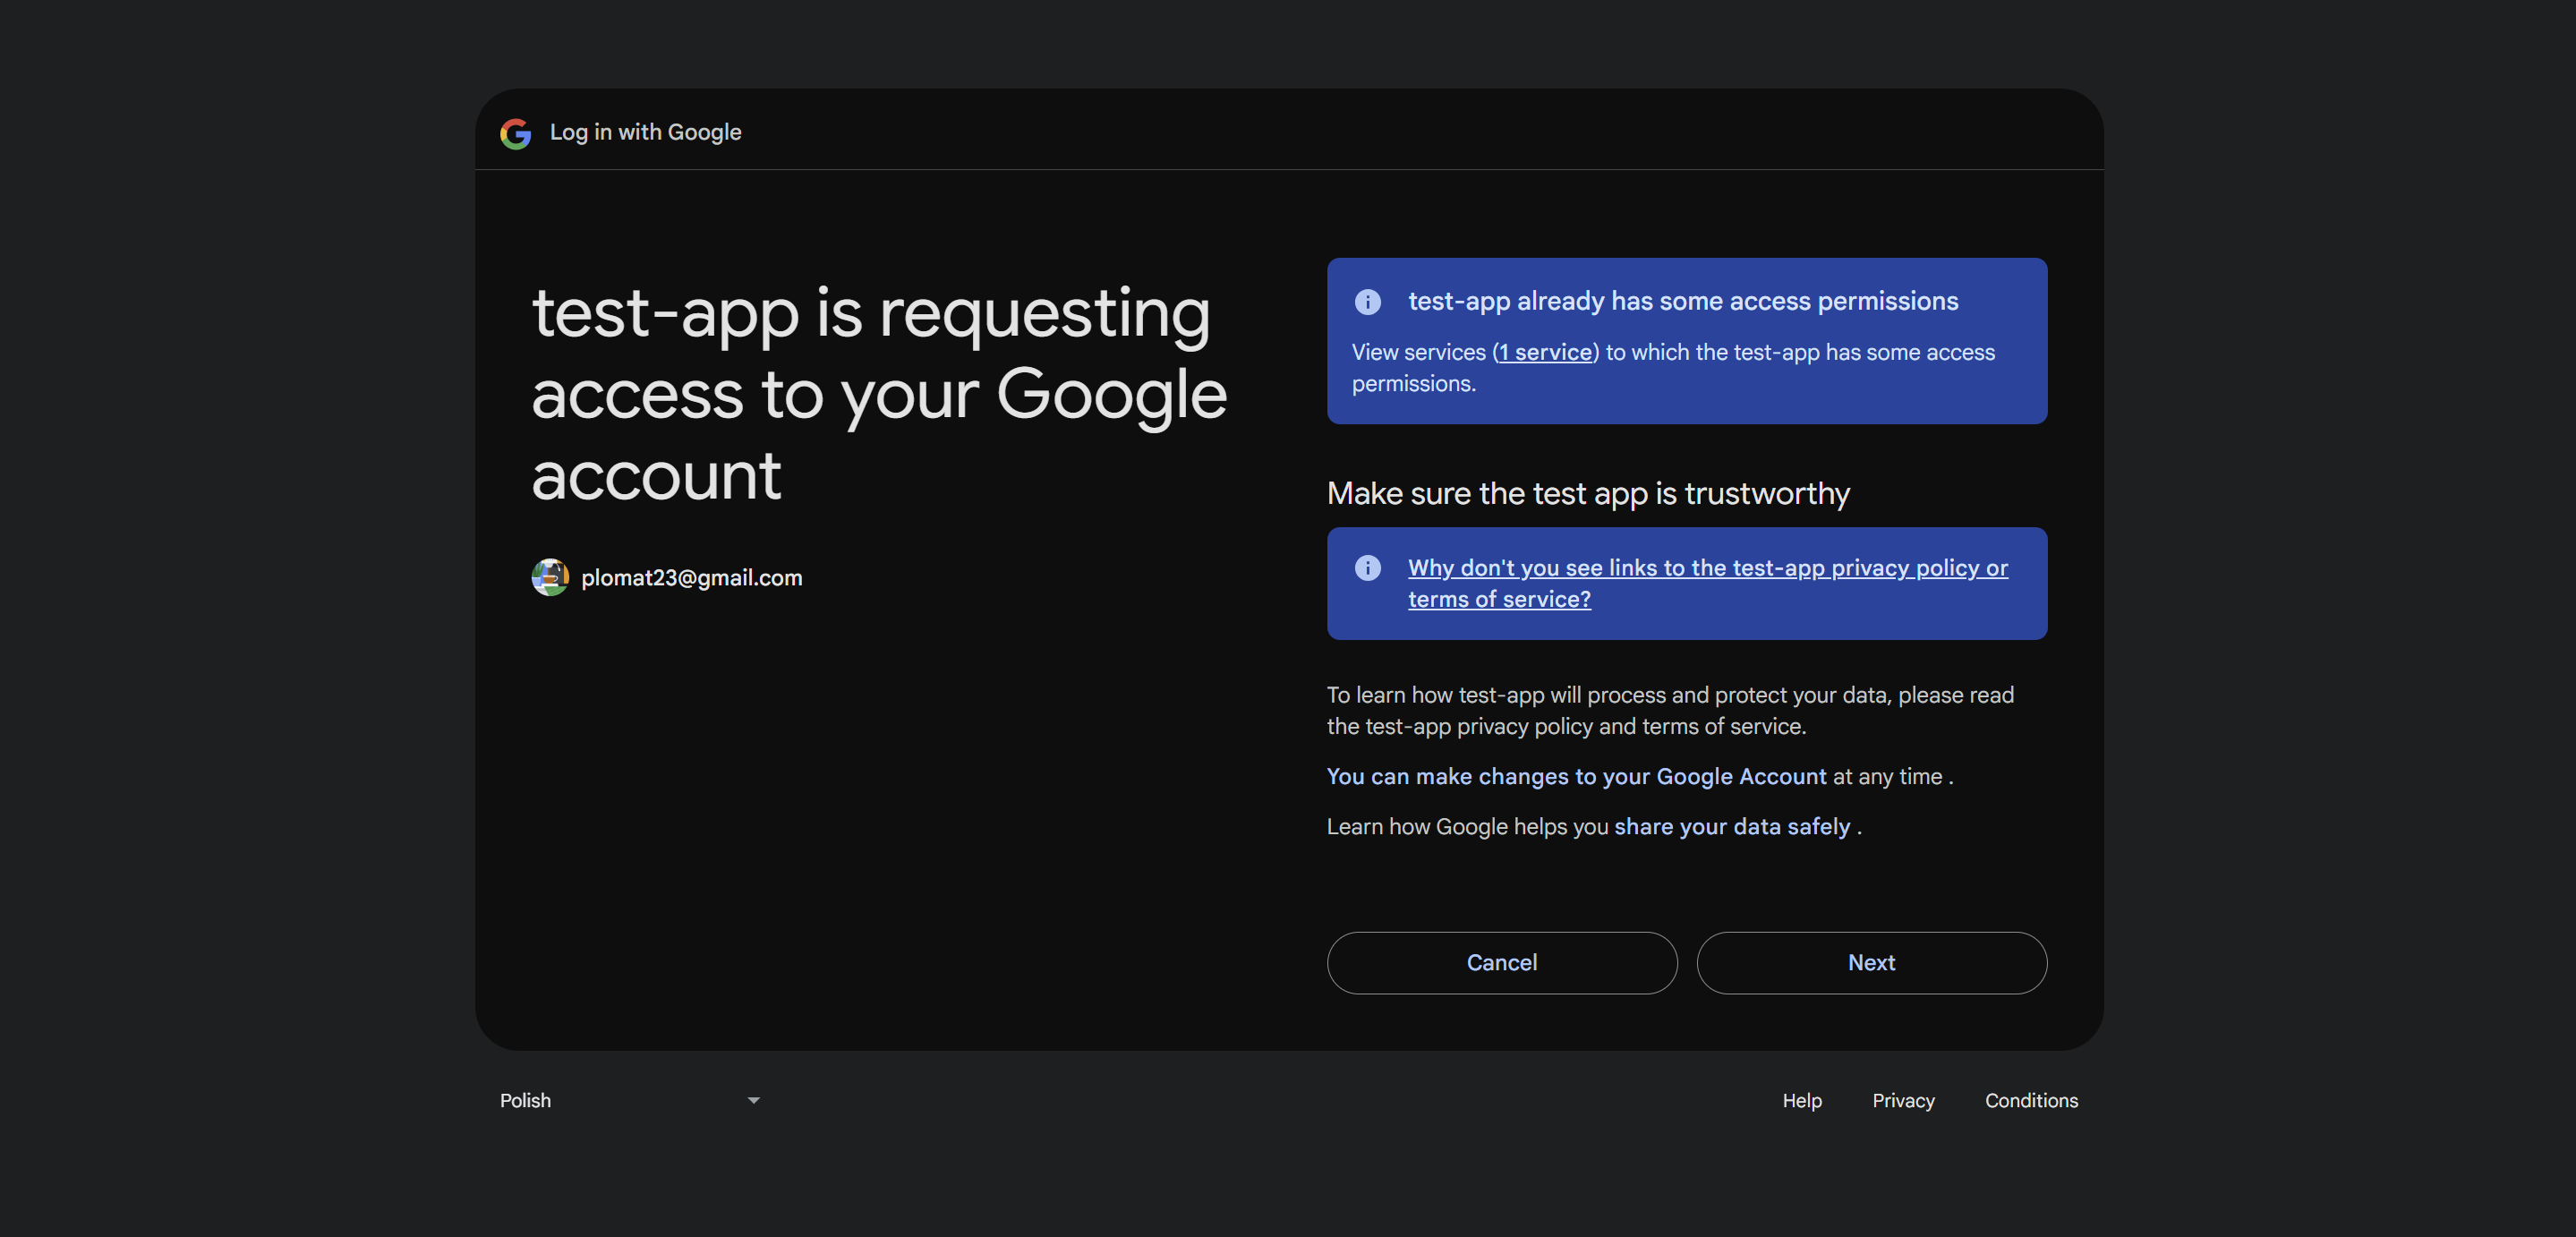 Log in with Google
test-app is requesting
access to your Google
account
plomat23@gmail.com
test-app already has some access permissions
View services (1 service) to which the test-app has some access
permissions.
Make sure the test app is trustworthy
Why don't you see links to the test-app privacy policy or
terms of service?
To learn how test-app will process and protect your data, please read
the test-app privacy policy and terms of service.
You can make changes to your Google Account at any time .
Learn how Google helps you share your data safely .
Cancel
Next
Polish
Help
Privacy
Conditions